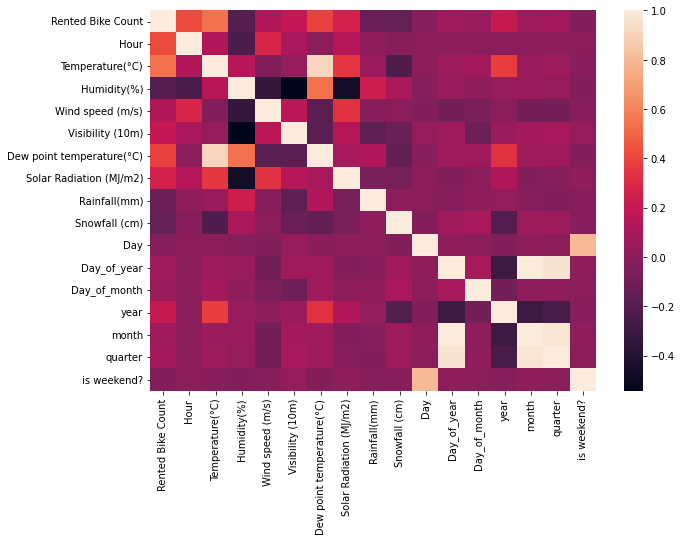 Rented Bike Count
Hour
Temperature(°C)
Humidity(%)
Wind speed (m/s)
Visibility (10m)
Dew point temperature(°C)
Solar Radiation (MJ/m2)
Rainfall(mm)
Snowfall (cm)
Day
Day_of_year
Day_of_month
year
month
quarter
is weekend?
Rented Bike Count
Hour
Temperature(°C)
Humidity(%)
Wind speed (m/s)
Visibility (10m)
Dew point temperature(°C)
Solar Radiation (MJ/m2)
Rainfall(mm)
Snowfall (cm)
Day
Day_of_year
Day_of_month
year
month
quarter
is weekend?
1.0
0.8
0.6
0.4
0.2
0.0
−0.2
−0.4